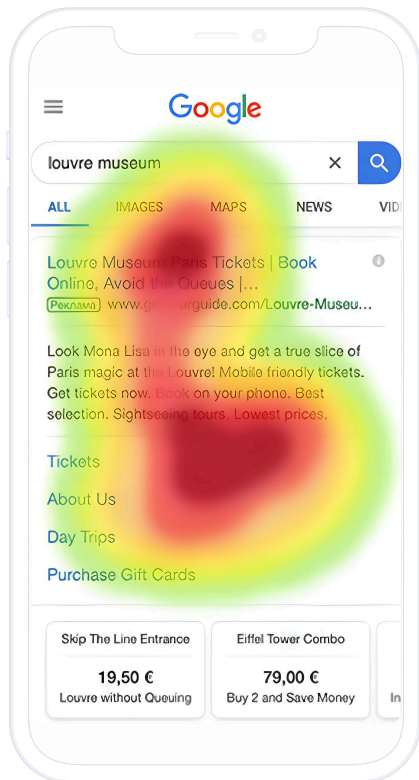 Google
louvre museum
ALL IMAGES MAPS NEWS VID
Louvre Museum Paris Tickets | Book
Online, Avoid the Queues |...
Реклама www.getyourguide.com/Louvre-Museu...
Look Mona Lisa in the eye and get a true slice of
Paris magic at the Louvre! Mobile friendly tickets.
Get tickets now. Book on your phone. Best
selection. Sightseeing tours. Lowest prices.
Tickets
About Us
Day Trips
Purchase Gift Cards
Skip The Line Entrance
19,50 €
Louvre without Queuing
Eiffel Tower Combo
79,00 €
Buy 2 and Save Money
In